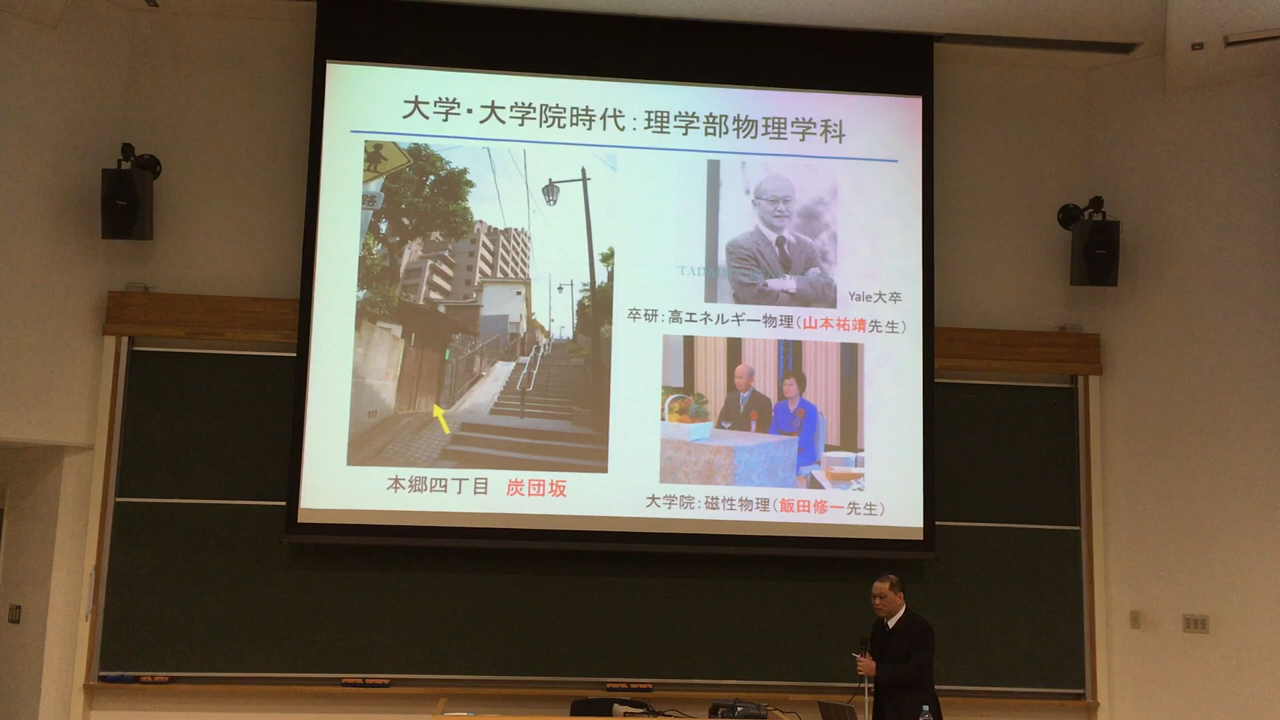 大学・大学院時代：理学部物理学科
路
Yale大卒
卒研：高エネルギー物理（山本祐靖先生）
本郷四丁目　炭団坂
大学院：磁性物理（飯田修一先生）